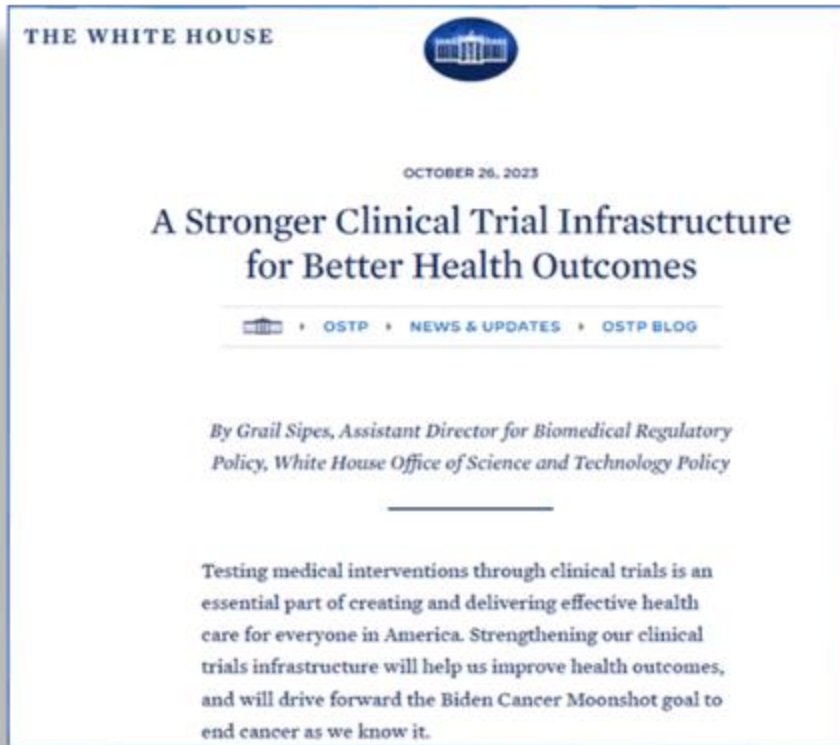 THE WHITE HOUSE
OCTOBER 26, 2023
A Stronger Clinical Trial Infrastructure
for Better Health Outcomes
OSTP NEWS & UPDATES OSTP BLOG
By Grail Sipes, Assistant Director for Biomedical Regulatory
Policy, White House Office of Science and Technology Policy
Testing medical interventions through clinical trials is an
essential part of creating and delivering effective health
care for everyone in America. Strengthening our clinical
trials infrastructure will help us improve health outcomes,
and will drive forward the Biden Cancer Moonshot goal to
end cancer as we know it.